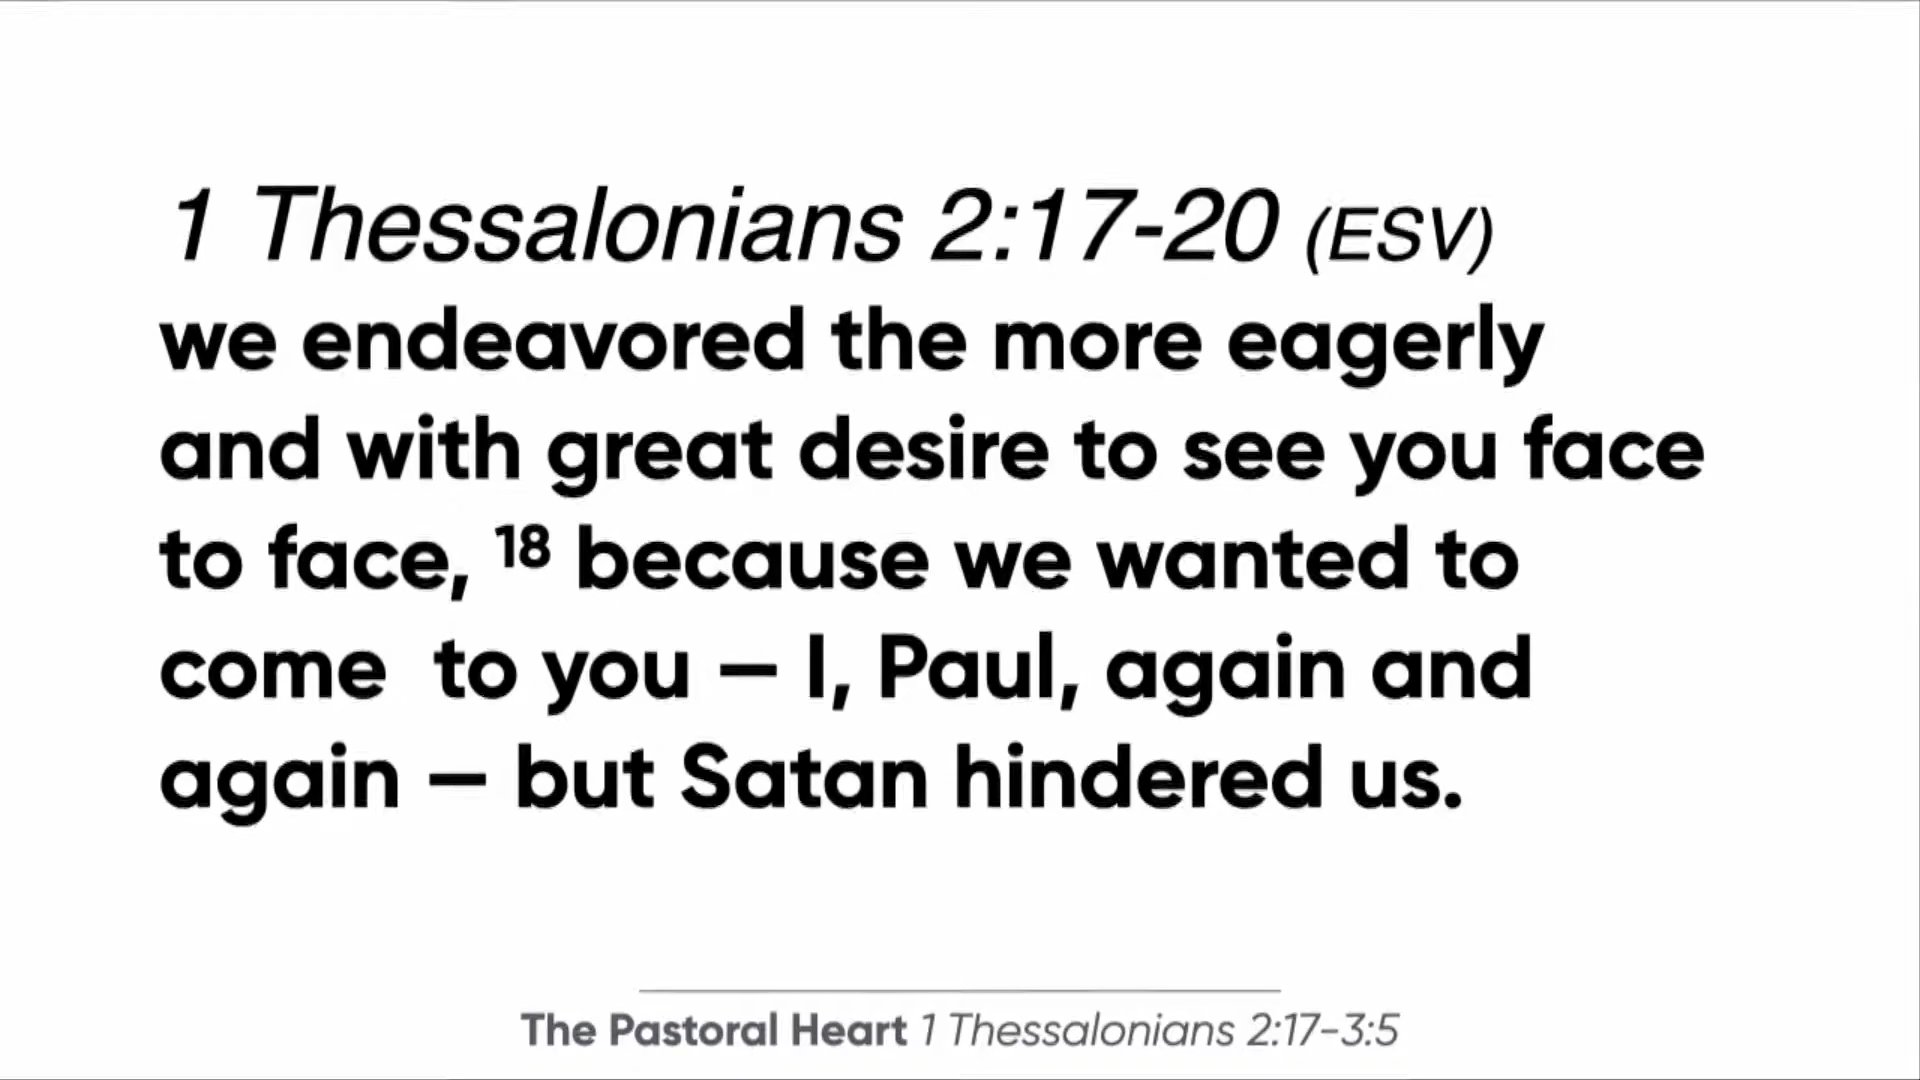 1 Thessalonians 2:17-20 (ESV)
we endeavored the more eagerly
and with great desire to see you face
to face, ¹⁸ because we wanted to
come  to you — I, Paul, again and
again — but Satan hindered us.
The Pastoral Heart 1 Thessalonians 2:17–3:5